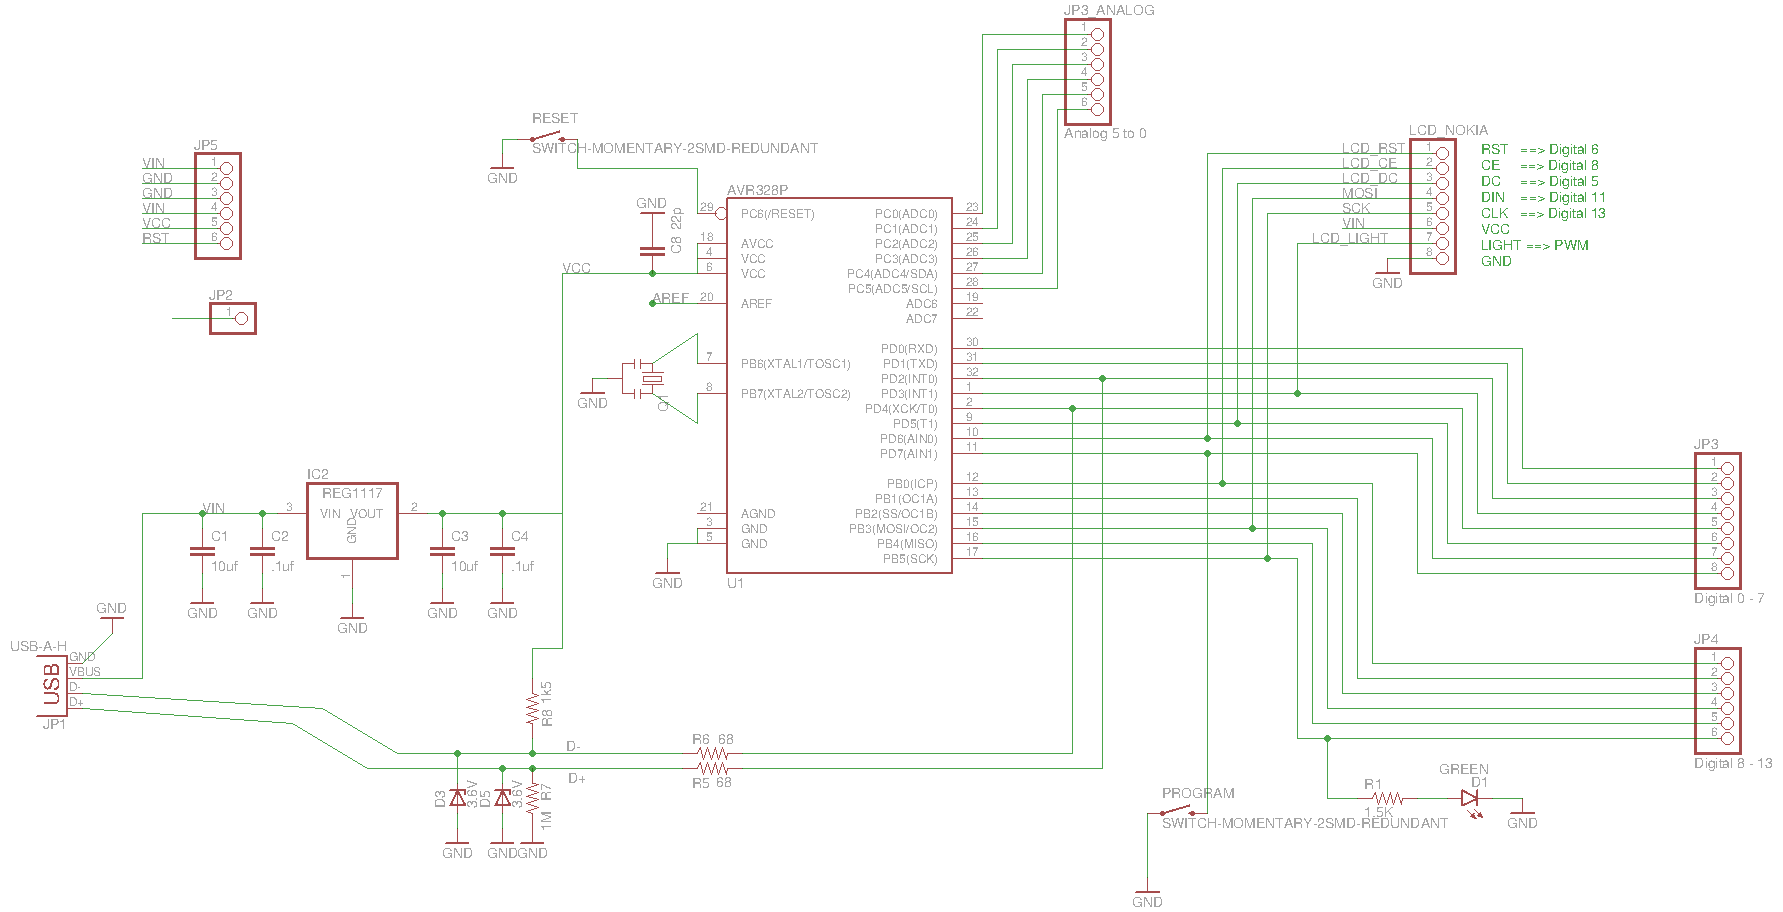 JP3_ANALOG
1
2
3
4
5
6
Analog 5 to 0
RESET
SWITCH-MOMENTARY-2SMD-REDUNDANT
GND
LCD_NOKIA
LCD_RST 1 RST ==> Digital 6
LCD_CE 2 CE ==> Digital 8
LCD_DC 3 DC ==> Digital 5
MOSI 4 DIN ==> Digital 11
SCK 5 CLK ==> Digital 13
VIN 6 VCC
LCD_LIGHT 7 LIGHT ==> PWM
8 GND
GND
JP5
VIN 1
GND 2
GND 3
VIN 4
VCC 5
RST 6
JP2
1
AVR328P
29 PC6(/RESET) PC0(ADC0) 23
PC1(ADC1) 24
18 AVCC PC2(ADC2) 25
4 VCC PC3(ADC3) 26
6 VCC PC4(ADC4/SDA) 27
PC5(ADC5/SCL) 28
20 AREF ADC6 19
ADC7 22
PD0(RXD) 30
7 PB6(XTAL1/TOSC1) PD1(TXD) 31
PD2(INT0) 32
8 PB7(XTAL2/TOSC2) PD3(INT1) 1
PD4(XCK/T0) 2
PD5(T1) 9
PD6(AIN0) 10
PD7(AIN1) 11
PB0(ICP) 12
PB1(OC1A) 13
21 AGND PB2(SS/OC1B) 14
3 GND PB3(MOSI/OC2) 15
5 GND PB4(MISO) 16
PB5(SCK) 17
U1
GND
C8 22p
VCC
AREF
GND
Q1
GND
IC2
REG1117
VIN 3 VIN VOUT 2
GND
1
GND
C1
10uf
GND
C2
.1uf
GND
C3
10uf
GND
C4
.1uf
GND
GND
USB-A-H
USB
GND
VBUS
D-
D+
JP1
R8 1k5
D-
D+
R6 68
R5 68
D3 3.6V
D5 3.6V
R7 1M
GND
GND
GND
JP3
1
2
3
4
5
6
7
8
Digital 0 - 7
JP4
1
2
3
4
5
6
Digital 8 - 13
PROGRAM
SWITCH-MOMENTARY-2SMD-REDUNDANT
GND
R1
1.5K
GREEN
D1
GND